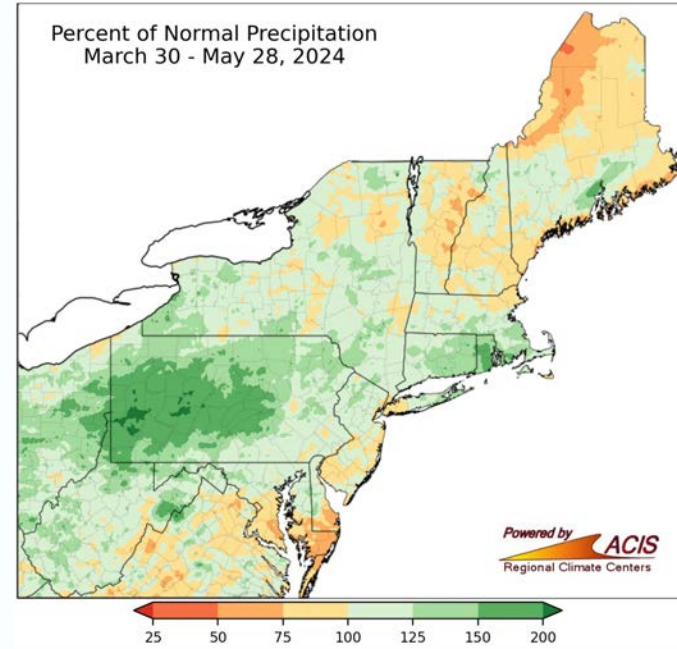 Percent of Normal Precipitation
March 30 - May 28, 2024
Powered by
ACIS
Regional Climate Centers
25 50 75 100 125 150 200